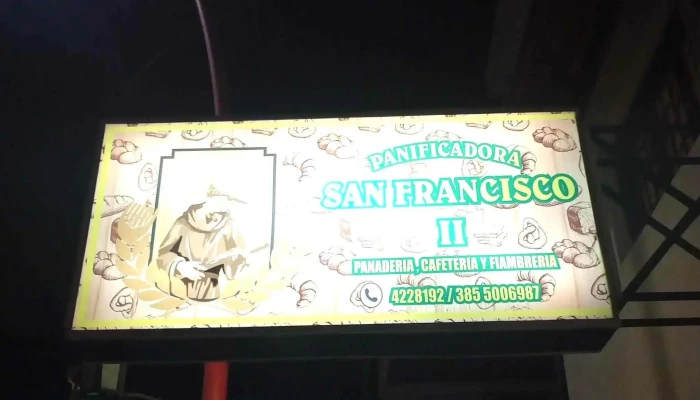 PANIFICADORA
SAN FRANCISCO
II
PANADERIA , CAFETERIA Y FIAMBRERIA
4228192 / 385 5006987